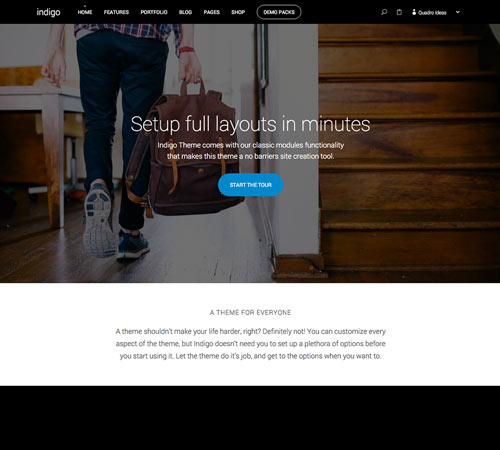 indigo HOME FEATURES PORTFOLIO BLOG PAGES SHOP DEMO PACKS Quadro Ideas
Setup full layouts in minutes
Indigo Theme comes with our classic modules functionality
that makes this theme a no barriers site creation tool.
START THE TOUR
A THEME FOR EVERYONE
A theme shouldn't make your life harder, right? Definitely not! You can customize every
aspect of the theme, but Indigo doesn't need you to set up a plethora of options before
you start using it. Let the theme do it's job, and get to the options when you want to.